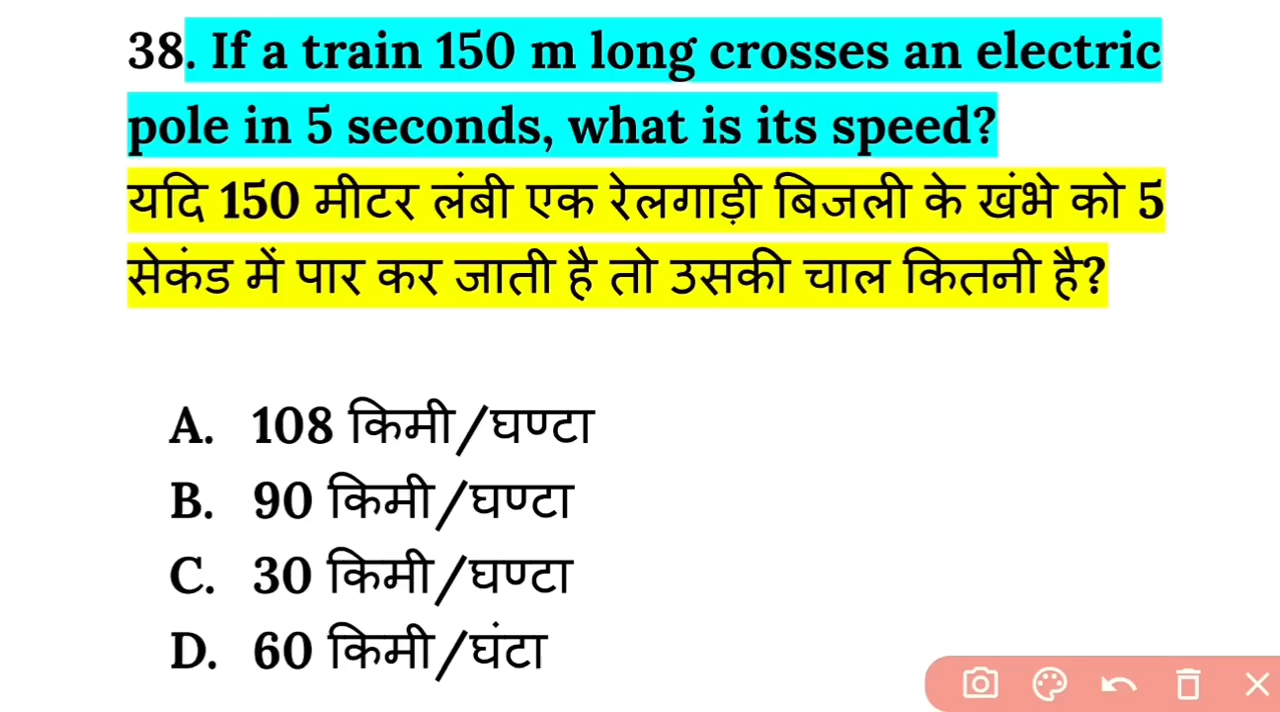 38. If a train 150 m long crosses an electric
pole in 5 seconds, what is its speed?
यदि 150 मीटर लंबी एक रेलगाड़ी बिजली के खंभे को 5
सेकंड में पार कर जाती है तो उसकी चाल कितनी है?
A. 108 किमी/घण्टा
B. 90 किमी/घण्टा
C. 30 किमी/घण्टा
D. 60 किमी/घंटा